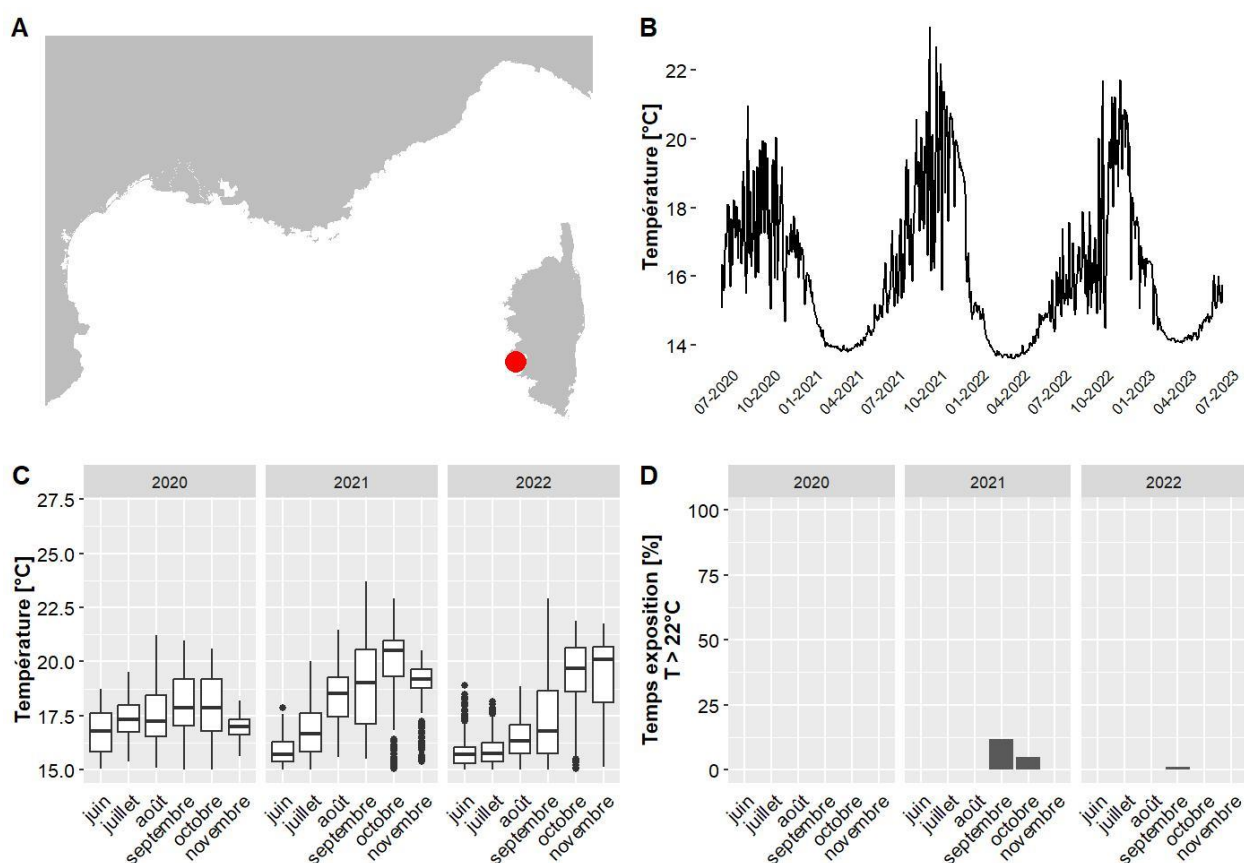 A
B
Température [°C]
22
20
18
16
14
07-2020
10-2020
01-2021
04-2021
07-2021
10-2021
01-2022
04-2022
07-2022
10-2022
01-2023
04-2023
07-2023
C
Température [°C]
2020
2021
2022
27.5
25.0
22.5
20.0
17.5
15.0
juin
juillet
août
septembre
octobre
novembre
juin
juillet
août
septembre
octobre
novembre
juin
juillet
août
septembre
octobre
novembre
D
Temps exposition [%]
T > 22°C
2020
2021
2022
100
75
50
25
0
juin
juillet
août
septembre
octobre
novembre
juin
juillet
août
septembre
octobre
novembre
juin
juillet
août
septembre
octobre
novembre